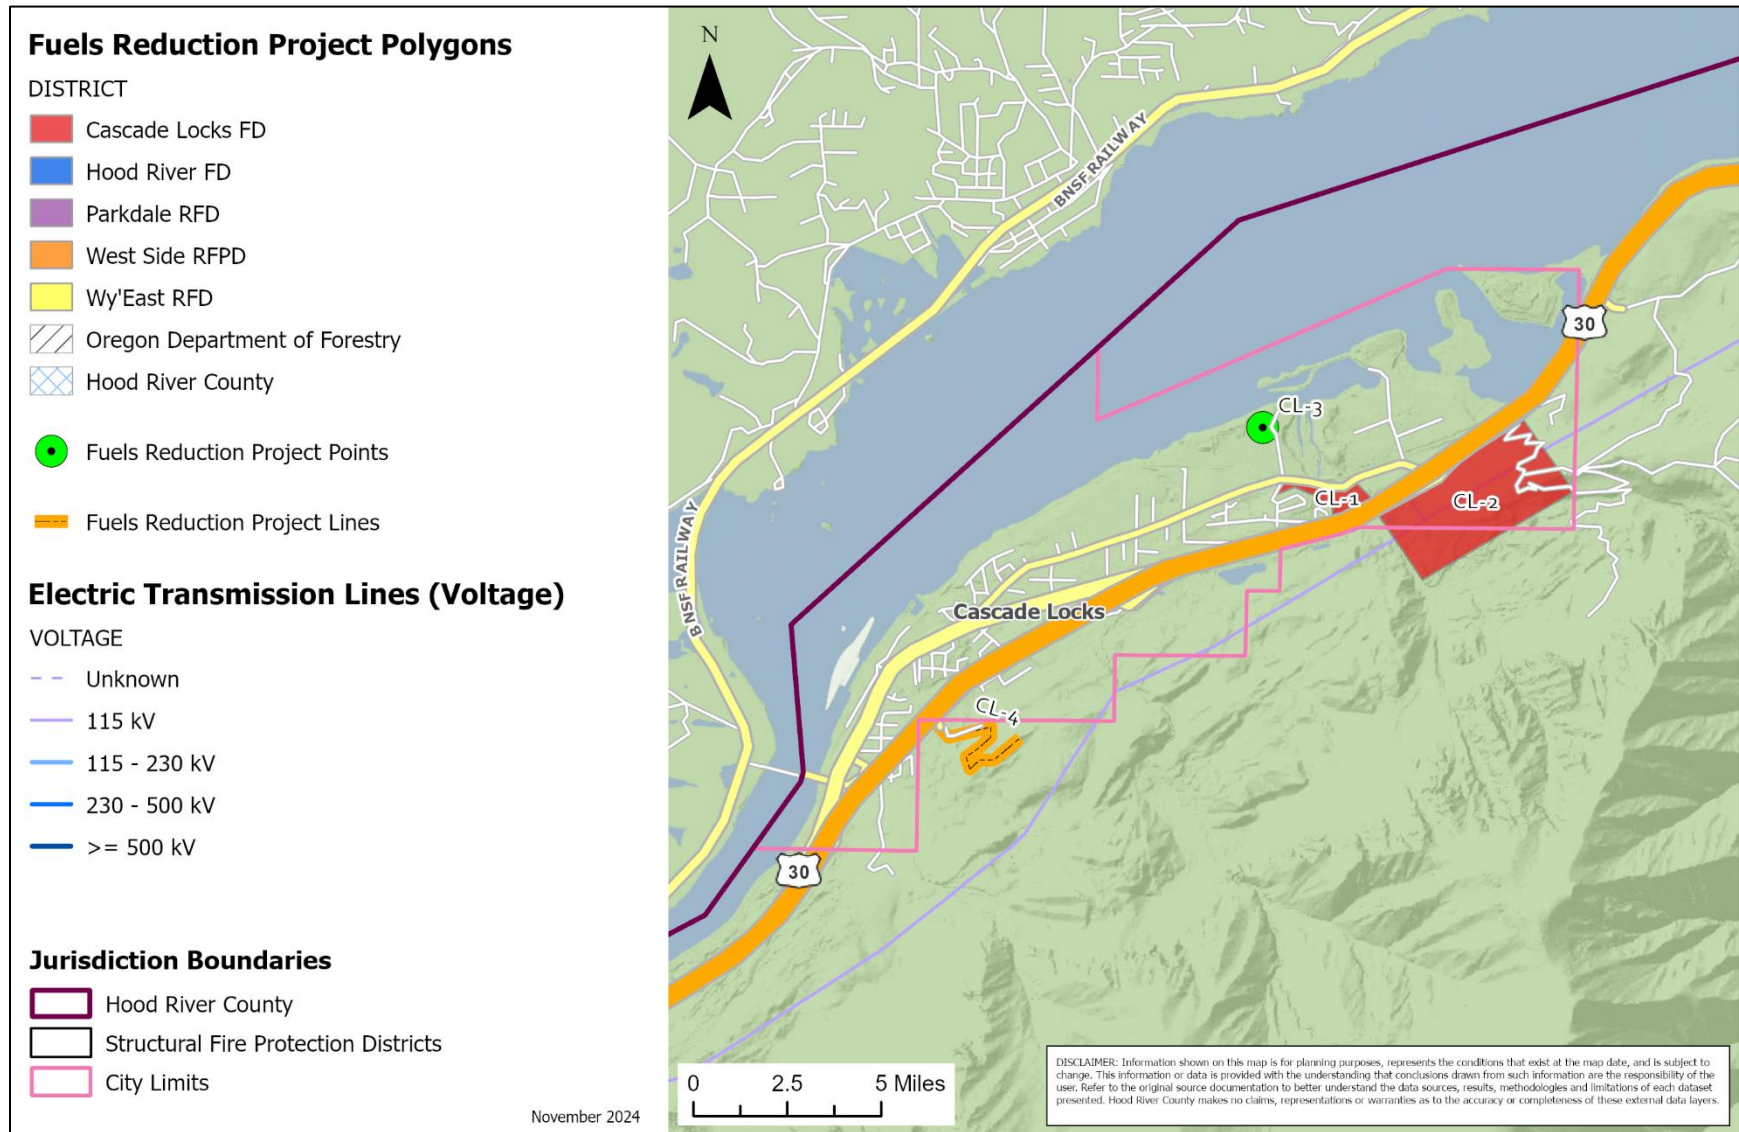 Fuels Reduction Project Polygons
DISTRICT
Cascade Locks FD
Hood River FD
Parkdale RFD
West Side RFPD
Wy'East RFD
Oregon Department of Forestry
Hood River County
Fuels Reduction Project Points
Fuels Reduction Project Lines
Electric Transmission Lines (Voltage)
VOLTAGE
Unknown
115 kV
115 - 230 kV
230 - 500 kV
>= 500 kV
Jurisdiction Boundaries
Hood River County
Structural Fire Protection Districts
City Limits
November 2024
N
BNSF RAILWAY
30
CL-3
CL-1
CL-2
BNSF RAILWAY
Cascade Locks
CL-4
30
0 2.5 5 Miles
DISCLAIMER: Information shown on this map is for planning purposes, represents the conditions that exist at the map date, and is subject to
change. This information or data is provided with the understanding that conclusions drawn from such information are the responsibility of the
user. Refer to the original source documentation to better understand the data sources, results, methodologies and limitations of each dataset
presented. Hood River County makes no claims, representations or warranties as to the accuracy or completeness of these external data layers.